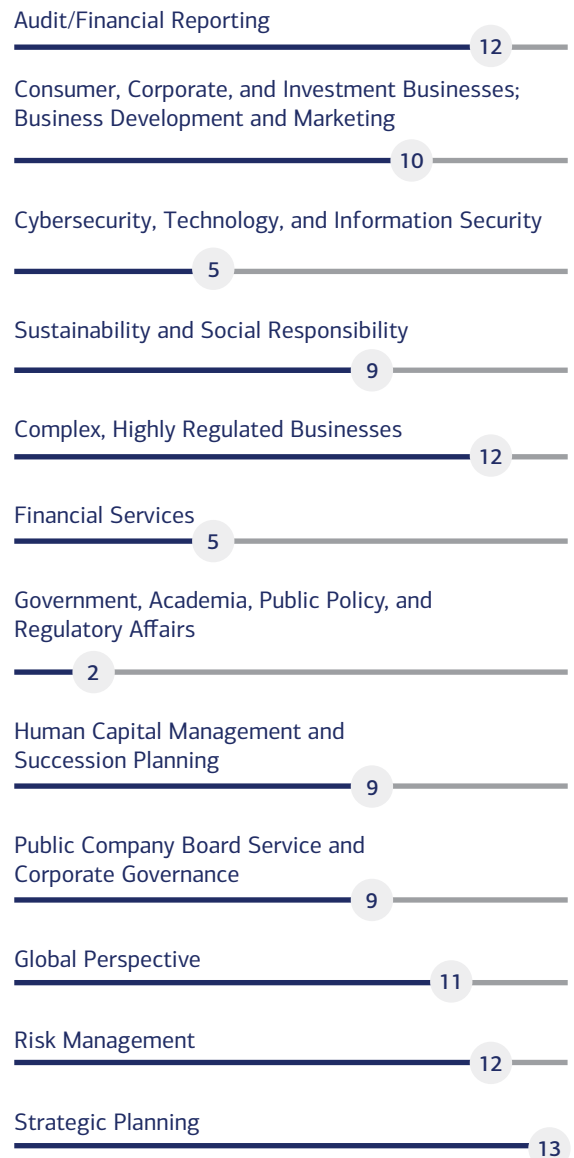 Audit/Financial Reporting
12
Consumer, Corporate, and Investment Businesses;
Business Development and Marketing
10
Cybersecurity, Technology, and Information Security
5
Sustainability and Social Responsibility
9
Complex, Highly Regulated Businesses
12
Financial Services
5
Government, Academia, Public Policy, and
Regulatory Affairs
2
Human Capital Management and
Succession Planning
9
Public Company Board Service and
Corporate Governance
9
Global Perspective
11
Risk Management
12
Strategic Planning
13